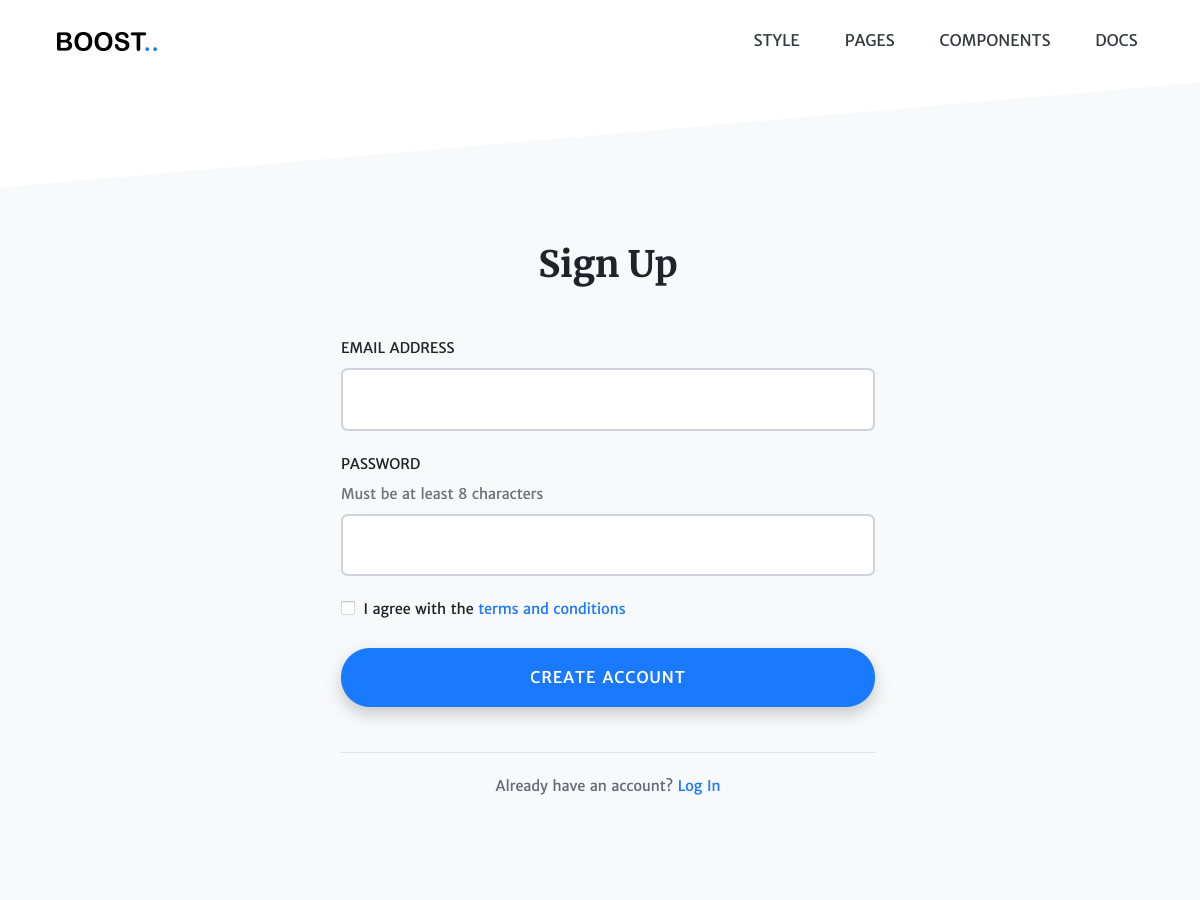 BOOST..
STYLE PAGES COMPONENTS DOCS
Sign Up
EMAIL ADDRESS
PASSWORD
Must be at least 8 characters
I agree with the terms and conditions
CREATE ACCOUNT
Already have an account? Log In